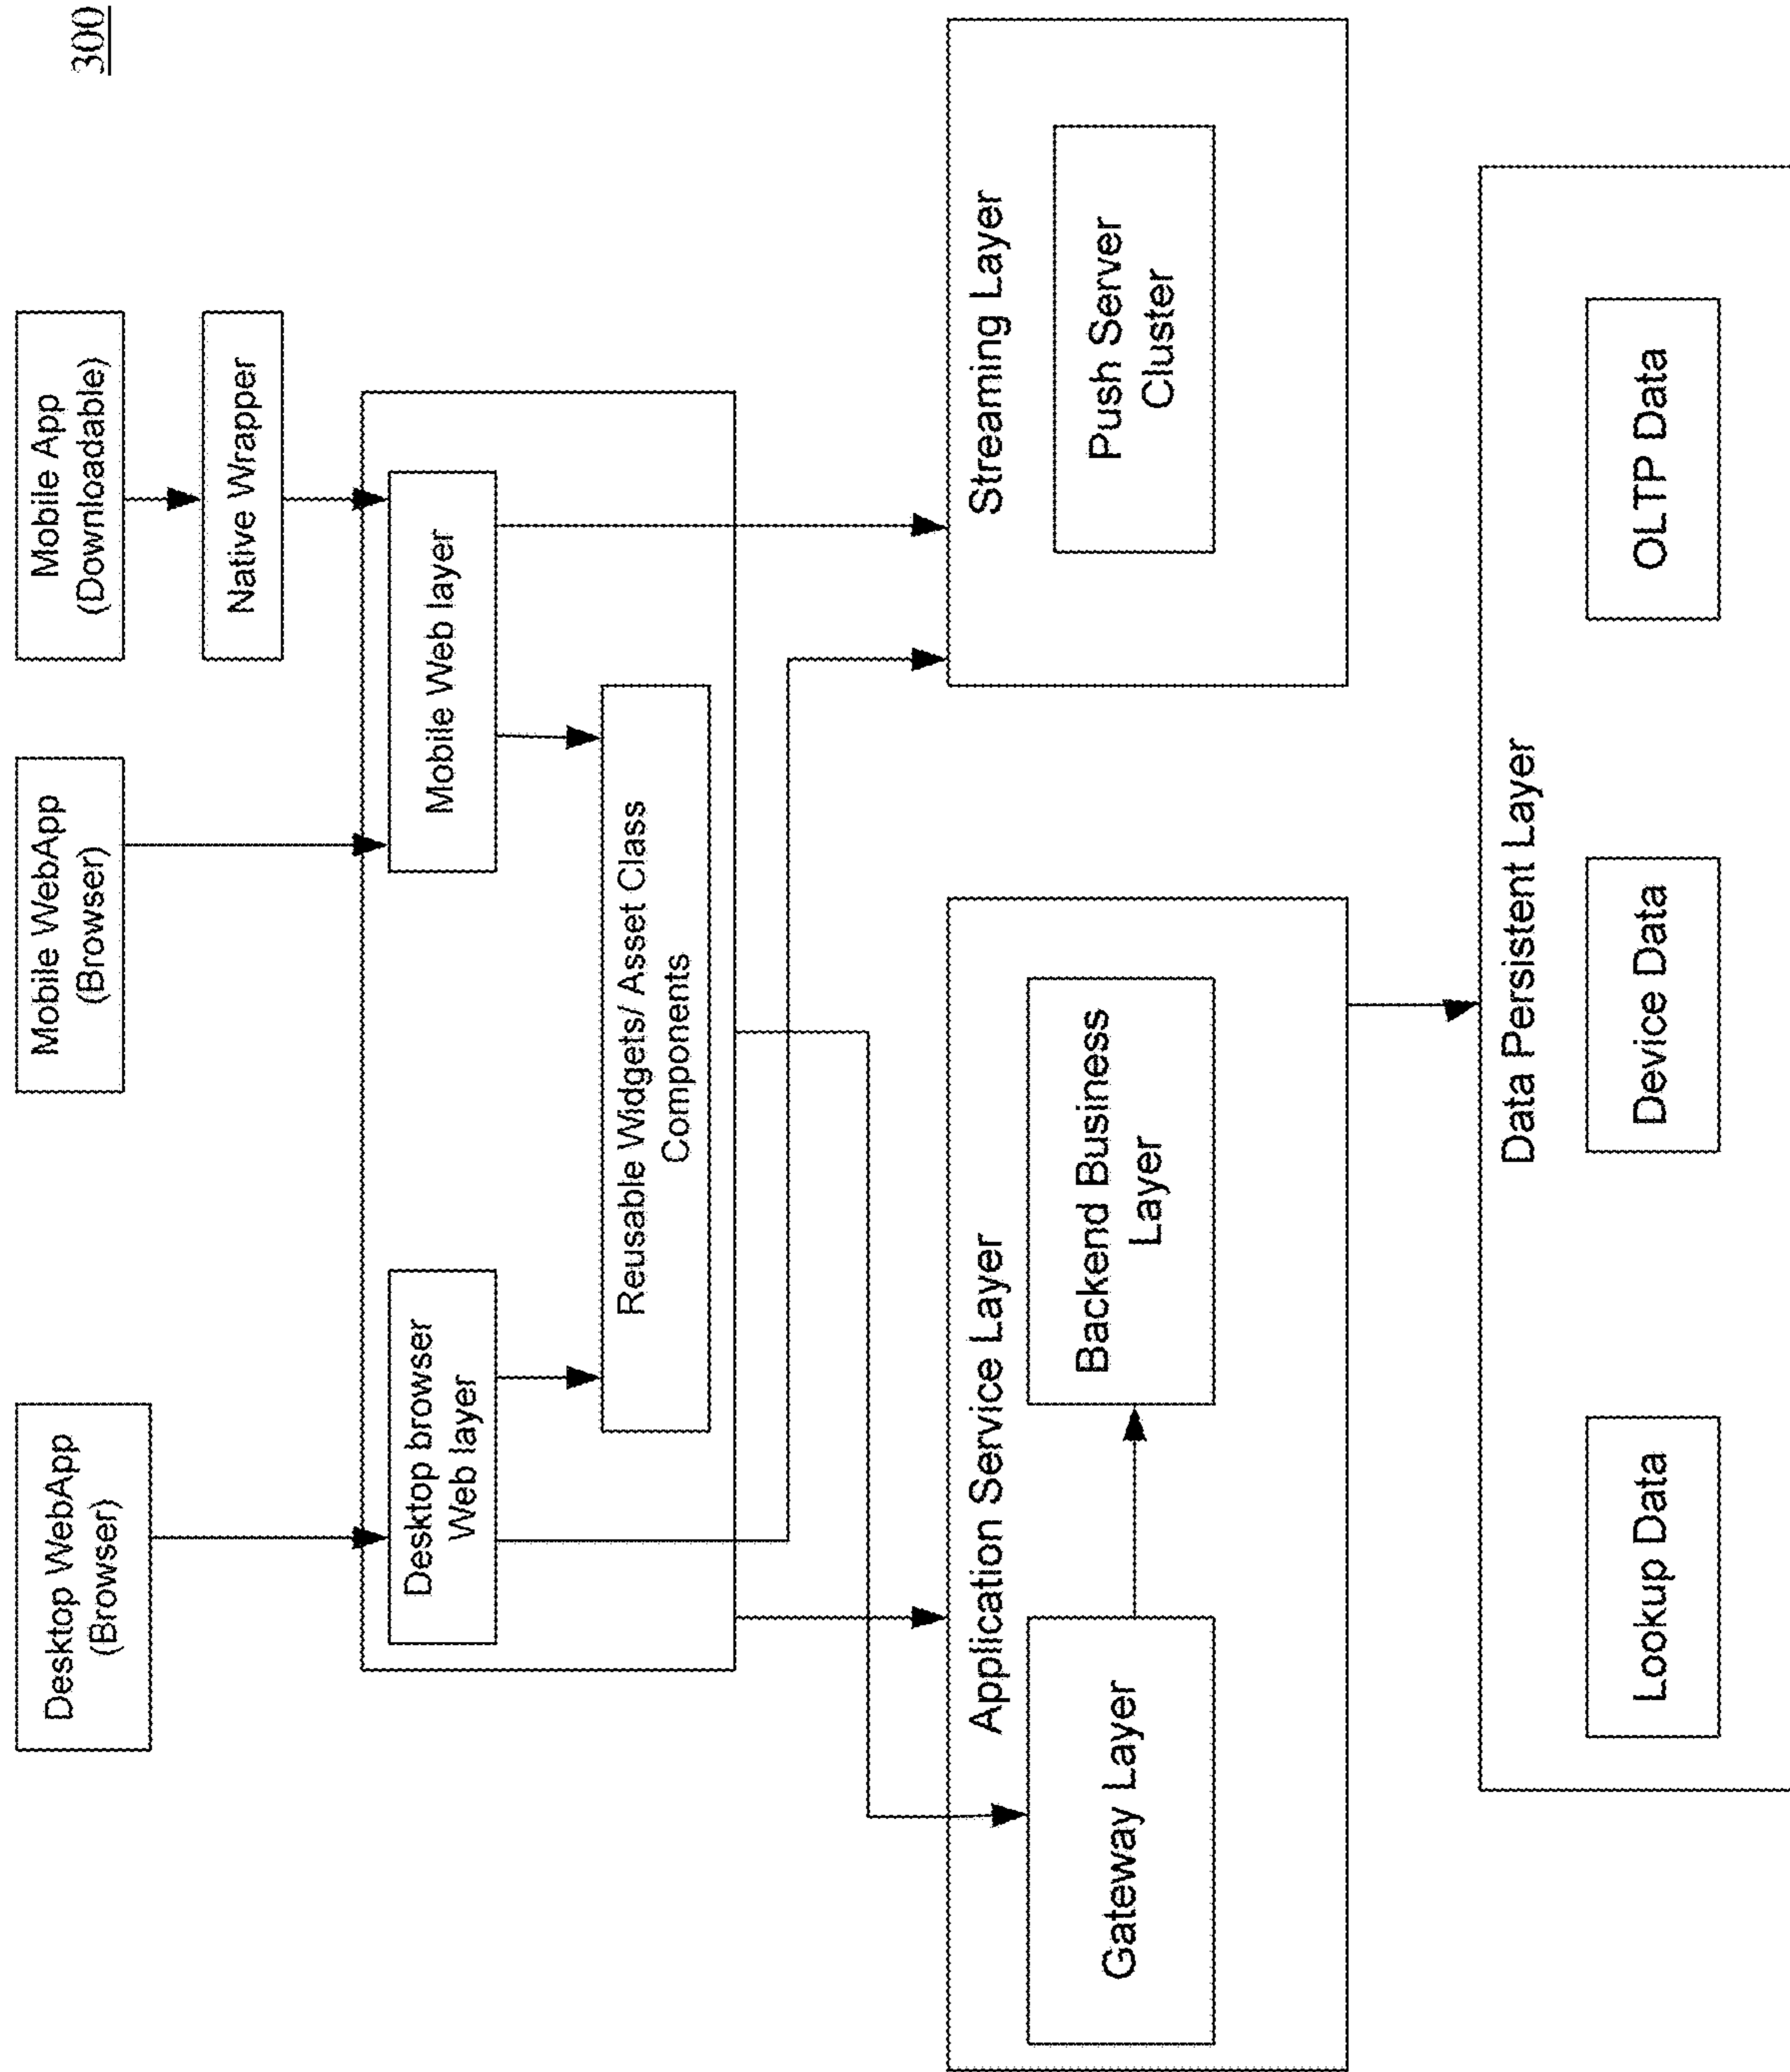 300
Desktop WebApp
(Browser)
Mobile WebApp
(Browser)
Mobile App
(Downloadable)
Native Wrapper
Desktop browser
Web layer
Mobile Web layer
Reusable Widgets/ Asset Class
Components
Application Service Layer
Gateway Layer
Backend Business
Layer
Streaming Layer
Push Server
Cluster
Data Persistent Layer
Lookup Data
Device Data
OLTP Data